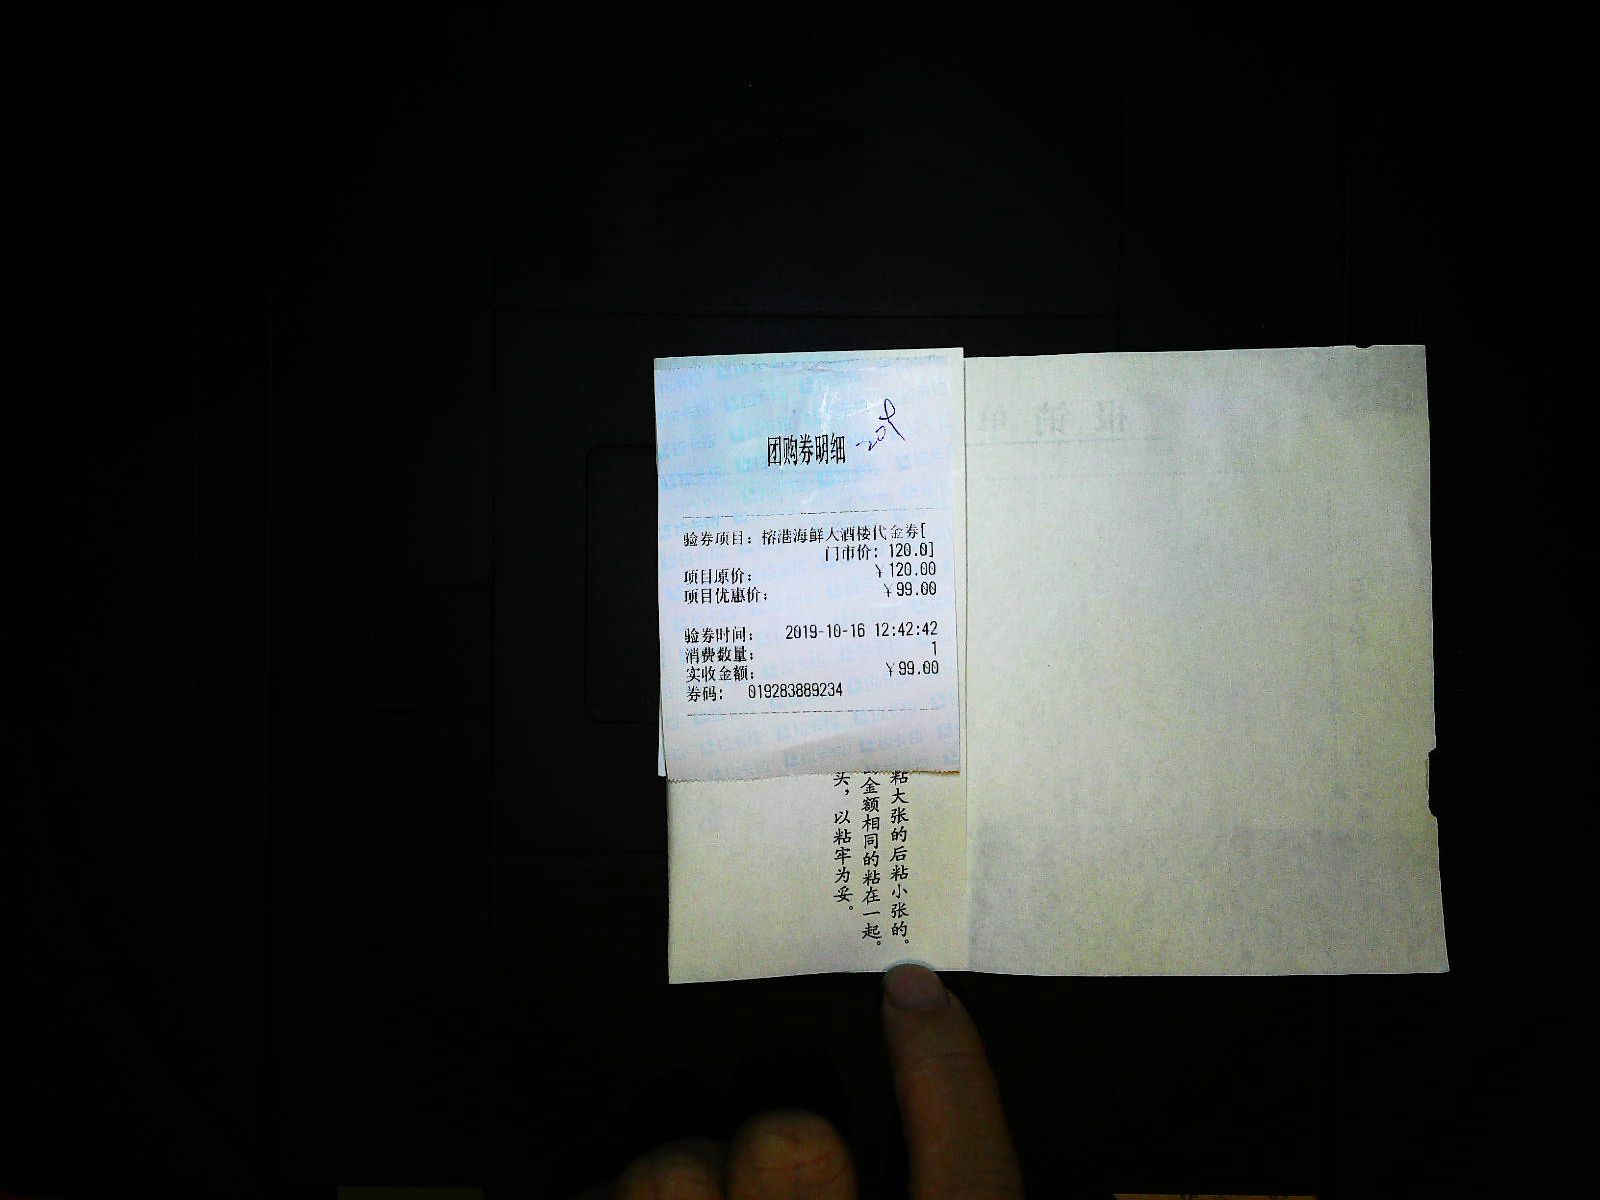 团购券明细
验券项目：榕港海鲜大酒楼代金券[
门市价：120.0]
项目原价： ￥120.00
项目优惠价： ￥99.00
验券时间： 2019-10-16 12:42:42
消费数量： 1
实收金额： ￥99.00
券码： 019283889234
粘大张的后粘小张的。
金额相同的粘在一起。
头，以粘牢为妥。
报销单